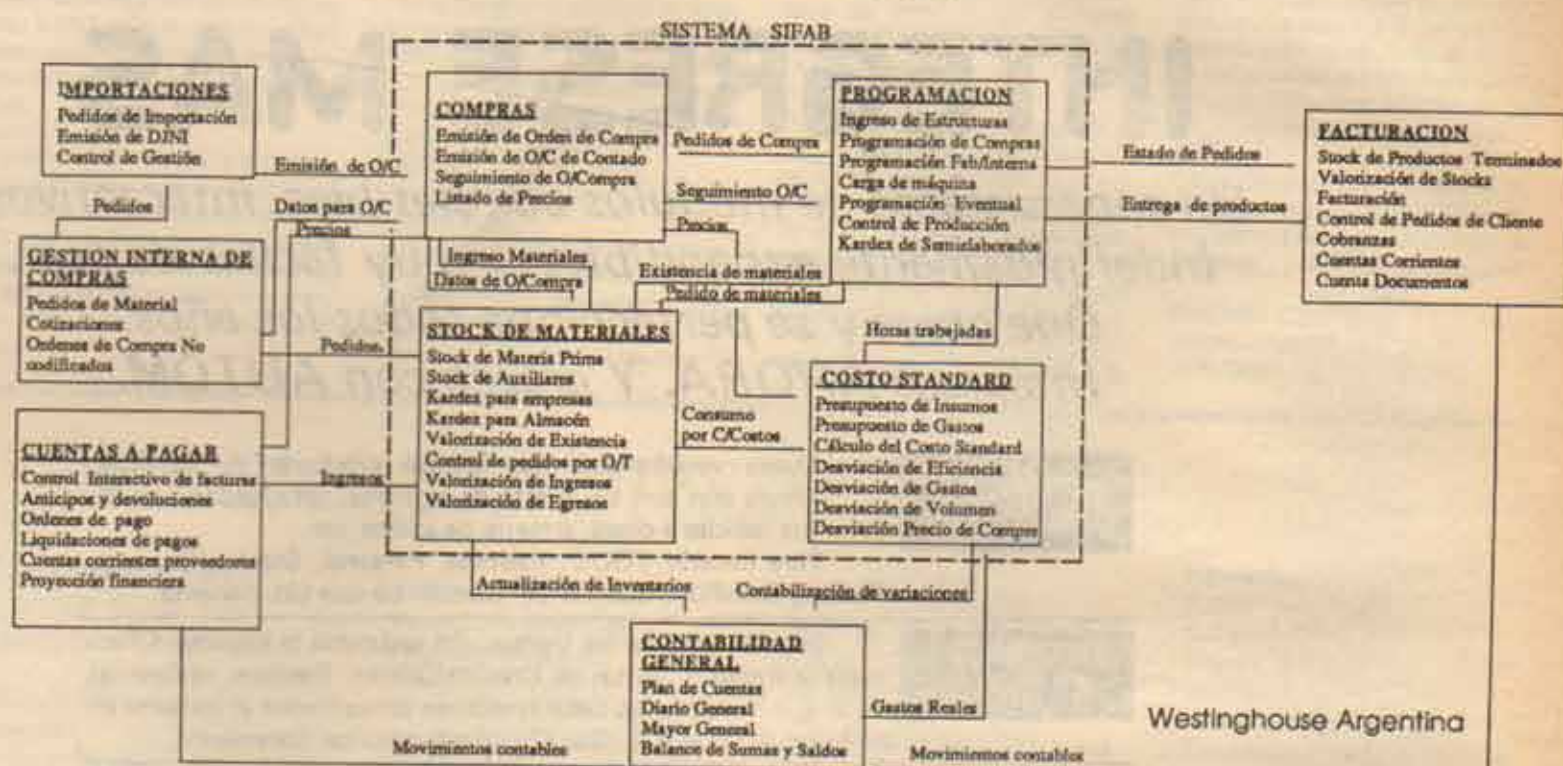 SISTEMA SIFAB
IMPORTACIONES
Pedidos de Importación
Emisión de DJNI
Control de Gestión
Emisión de O/C
Pedidos
GESTION INTERNA DE
COMPRAS
Pedidos de Material
Cotizaciones
Ordenes de Compra No
codificados
Datos para O/C
Precios
Pedidos
CUENTAS A PAGAR
Control Interactivo de facturas
Anticipos y devoluciones
Ordenes de pago
Liquidaciones de pagos
Cuentas corrientes proveedores
Proyección financiera
Ingresos
COMPRAS
Emisión de Orden de Compra
Emisión de O/C de Contado
Seguimiento de O/Compra
Listado de Precios
Pedidos de Compra
Seguimiento O/C
Precios
Ingreso Materiales
Datos de O/Compra
Existencia de materiales
Pedido de materiales
STOCK DE MATERIALES
Stock de Materia Prima
Stock de Auxiliares
Kardex para empresas
Kardex para Almacén
Valorización de Existencia
Control de pedidos por O/T
Valorización de Ingresos
Valorización de Egresos
Consumo
por C/Costos
PROGRAMACION
Ingreso de Estructuras
Programación de Compras
Programación Fab/Interna
Carga de máquina
Programación Eventual
Control de Producción
Kardex de Semielaborados
Horas trabajadas
COSTO STANDARD
Presupuesto de Insumos
Presupuesto de Gastos
Cálculo del Costo Standard
Desviación de Eficiencia
Desviación de Gastos
Desviación de Volumen
Desviación Precio de Compra
Estado de Pedidos
Entrega de productos
FACTURACION
Stock de Productos Terminados
Valorización de Stocks
Facturación
Control de Pedidos de Cliente
Cobranzas
Cuentas Corrientes
Cuenta Documentos
Actualización de Inventarios
Contabilización de variaciones
CONTABILIDAD
GENERAL
Plan de Cuentas
Diario General
Mayor General
Balance de Sumas y Saldos
Gastos Reales
Movimientos contables
Movimientos contables
Westinghouse Argentina